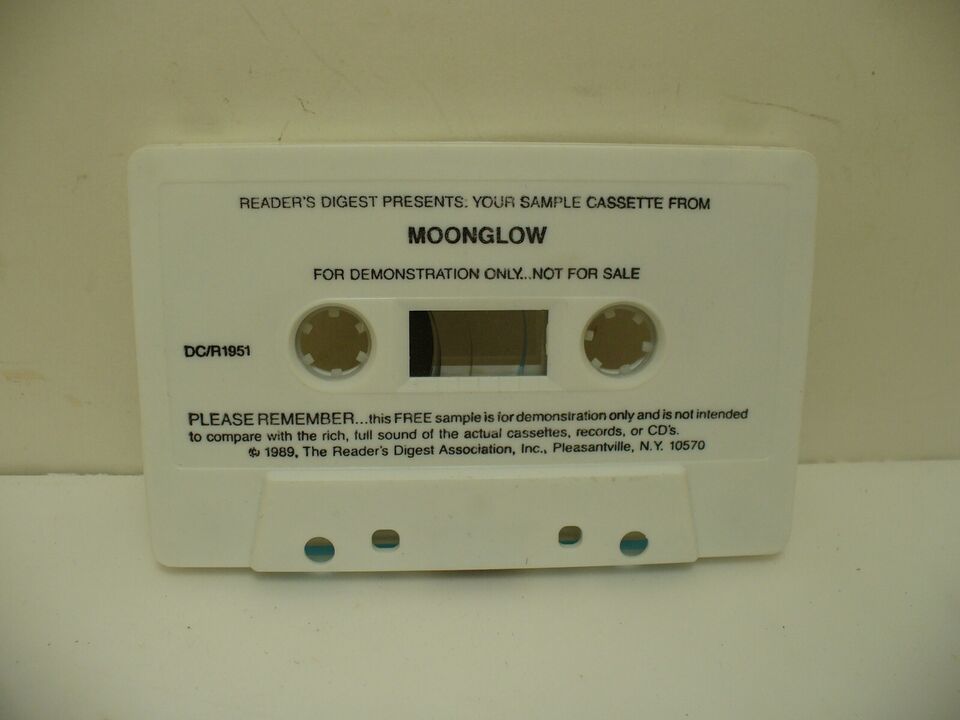 READER'S DIGEST PRESENTS: YOUR SAMPLE CASSETTE FROM
MOONGLOW
FOR DEMONSTRATION ONLY...NOT FOR SALE
DC/R1951
PLEASE REMEMBER...this FREE sample is for demonstration only and is not intended
to compare with the rich, full sound of the actual cassettes, records, or CD's.
℗ 1989, The Reader's Digest Association, Inc., Pleasantville, N.Y. 10570